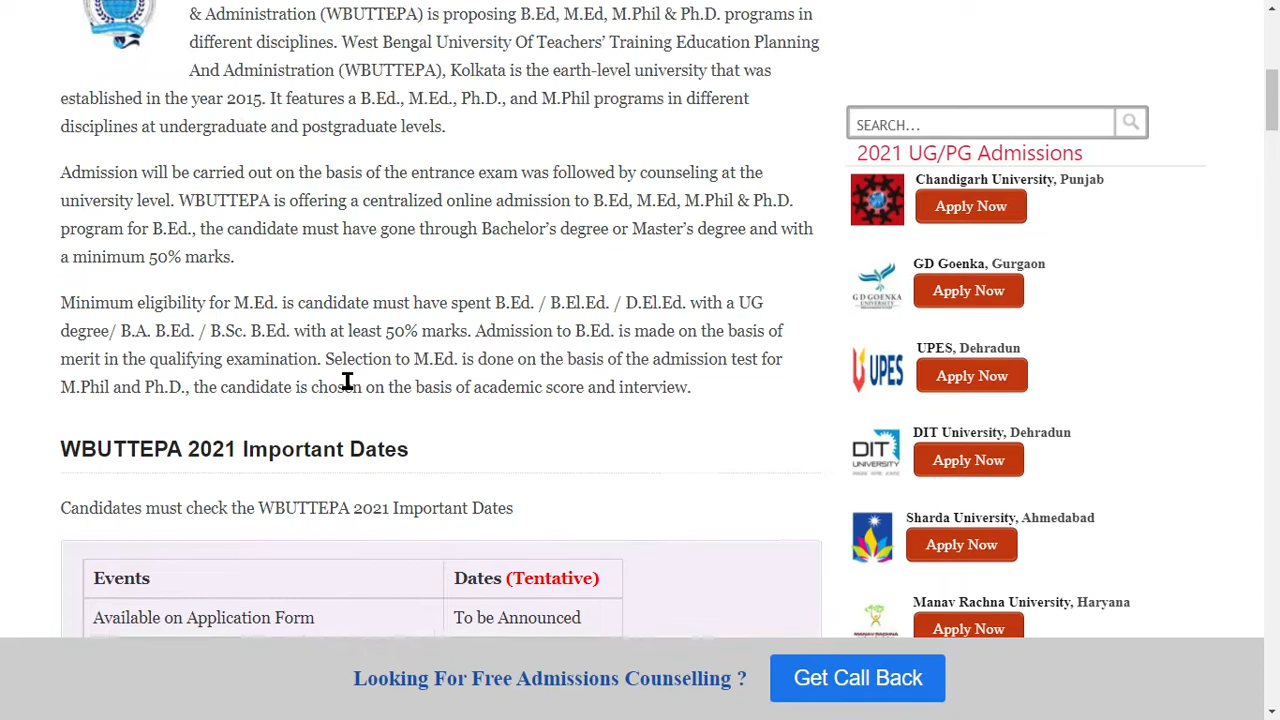 & Administration (WBUTTEPA) is proposing B.Ed, M.Ed, M.Phil & Ph.D. programs in
different disciplines. West Bengal University Of Teachers’ Training Education Planning
And Administration (WBUTTEPA), Kolkata is the earth-level university that was
established in the year 2015. It features a B.Ed., M.Ed., Ph.D., and M.Phil programs in different
disciplines at undergraduate and postgraduate levels.
Admission will be carried out on the basis of the entrance exam was followed by counseling at the
university level. WBUTTEPA is offering a centralized online admission to B.Ed, M.Ed, M.Phil & Ph.D.
program for B.Ed., the candidate must have gone through Bachelor’s degree or Master’s degree and with
a minimum 50% marks.
Minimum eligibility for M.Ed. is candidate must have spent B.Ed. / B.El.Ed. / D.El.Ed. with a UG
degree/ B.A. B.Ed. / B.Sc. B.Ed. with at least 50% marks. Admission to B.Ed. is made on the basis of
merit in the qualifying examination. Selection to M.Ed. is done on the basis of the admission test for
M.Phil and Ph.D., the candidate is chosen on the basis of academic score and interview.
WBUTTEPA 2021 Important Dates
Candidates must check the WBUTTEPA 2021 Important Dates
Events Dates (Tentative)
Available on Application Form To be Announced
SEARCH...
2021 UG/PG Admissions
Chandigarh University, Punjab
Apply Now
GD Goenka, Gurgaon
GD GOENKA
UNIVERSITY
Apply Now
UPES, Dehradun
UPES
Apply Now
DIT University, Dehradun
DIT
UNIVERSITY
Apply Now
Sharda University, Ahmedabad
Apply Now
Manav Rachna University, Haryana
Apply Now
Looking For Free Admissions Counselling ?
Get Call Back